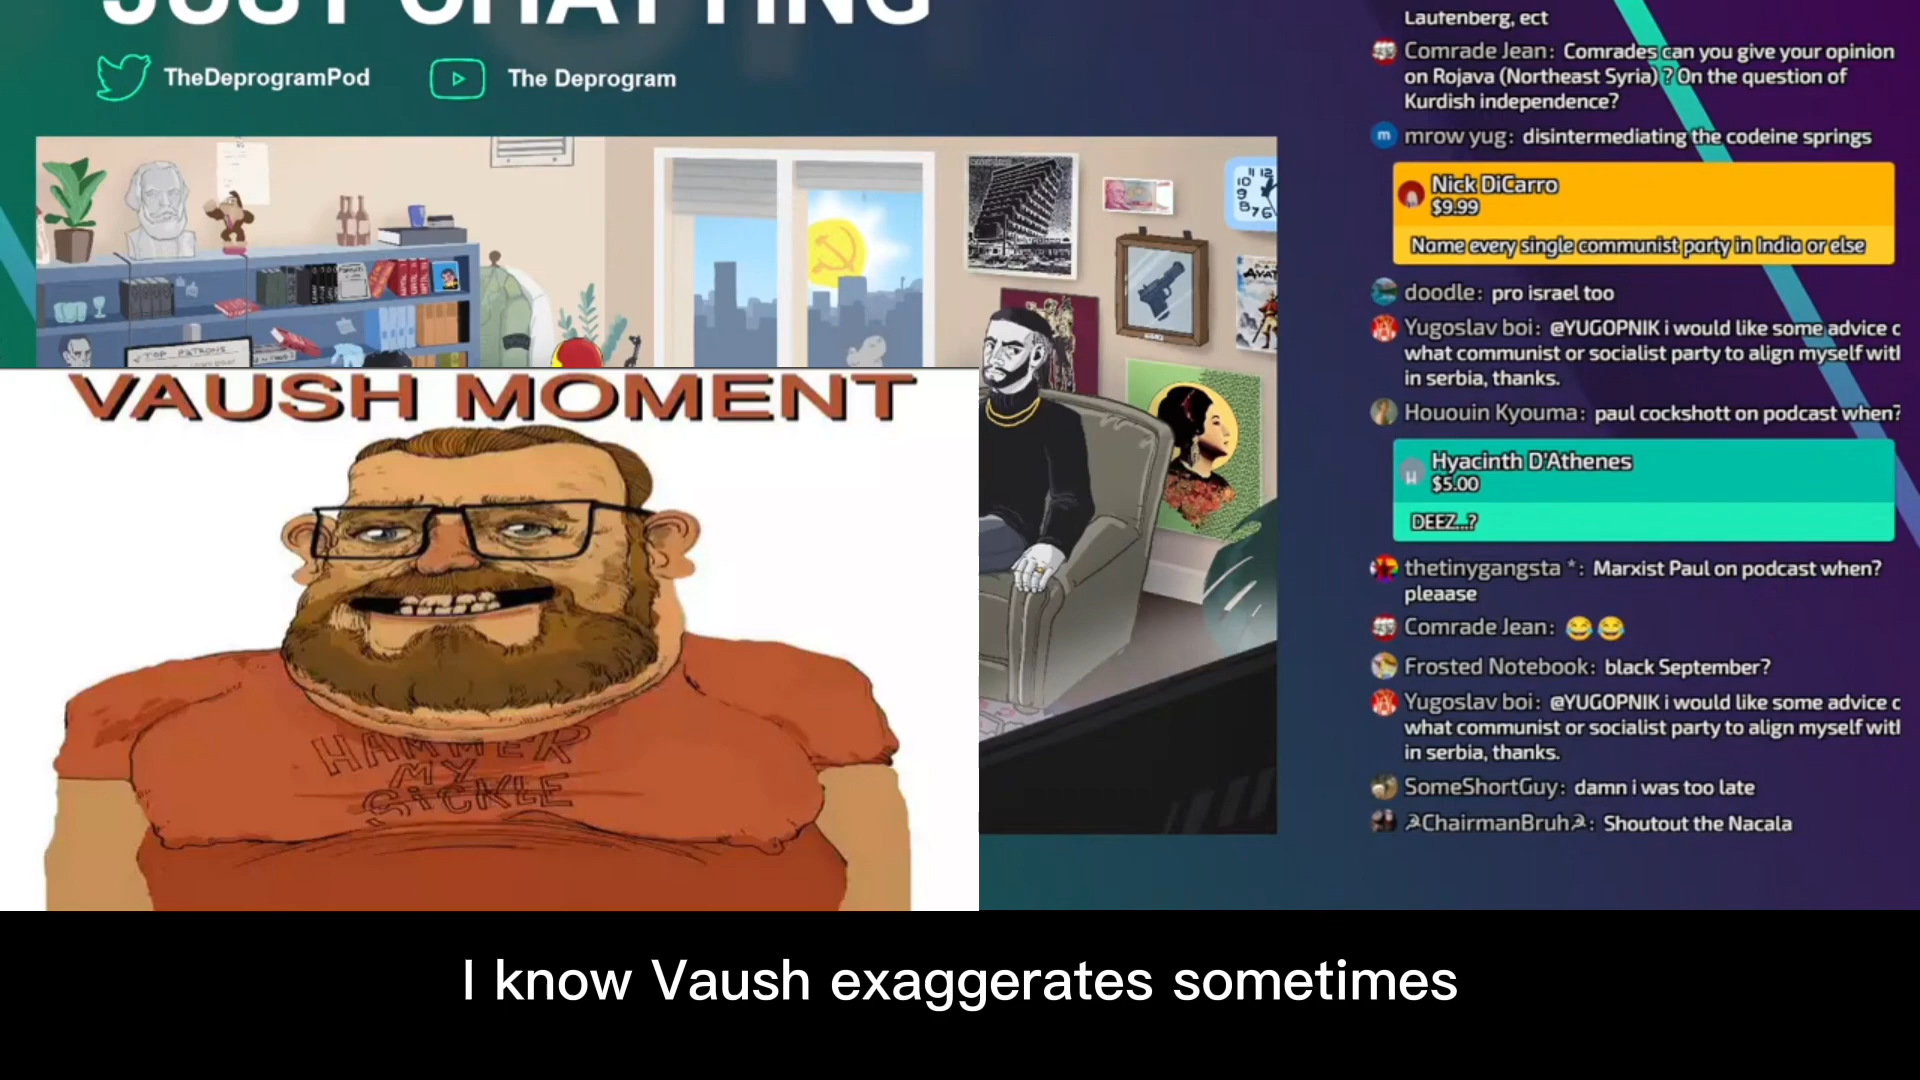 JUST CHATTING
TheDeprogramPod
The Deprogram
TOP PATRONS
VAUSH MOMENT
HAMMER
MY
SICKLE
Lautenberg, ect
Comrade Jean: Comrades can you give your opinion
on Rojava (Northeast Syria) ? On the question of
Kurdish independence?
m mrow yug: disintermediating the codeine springs
Nick DiCarro
$9.99
Name every single communist party in India or else
doodle: pro israel too
Yugoslav boi: @YUGOPNIK i would like some advice o
what communist or socialist party to align myself with
in serbia, thanks.
Hououin Kyouma: paul cockshott on podcast when?
Hyacinth D'Athenes
$5.00
DEEZ...?
thetinygangsta *: Marxist Paul on podcast when?
pleaase
Comrade Jean: 😂 😂
Frosted Notebook: black September?
Yugoslav boi: @YUGOPNIK i would like some advice o
what communist or socialist party to align myself with
in serbia, thanks.
SomeShortGuy: damn i was too late
☭ChairmanBruh☭: Shoutout the Nacala
I know Vaush exaggerates sometimes